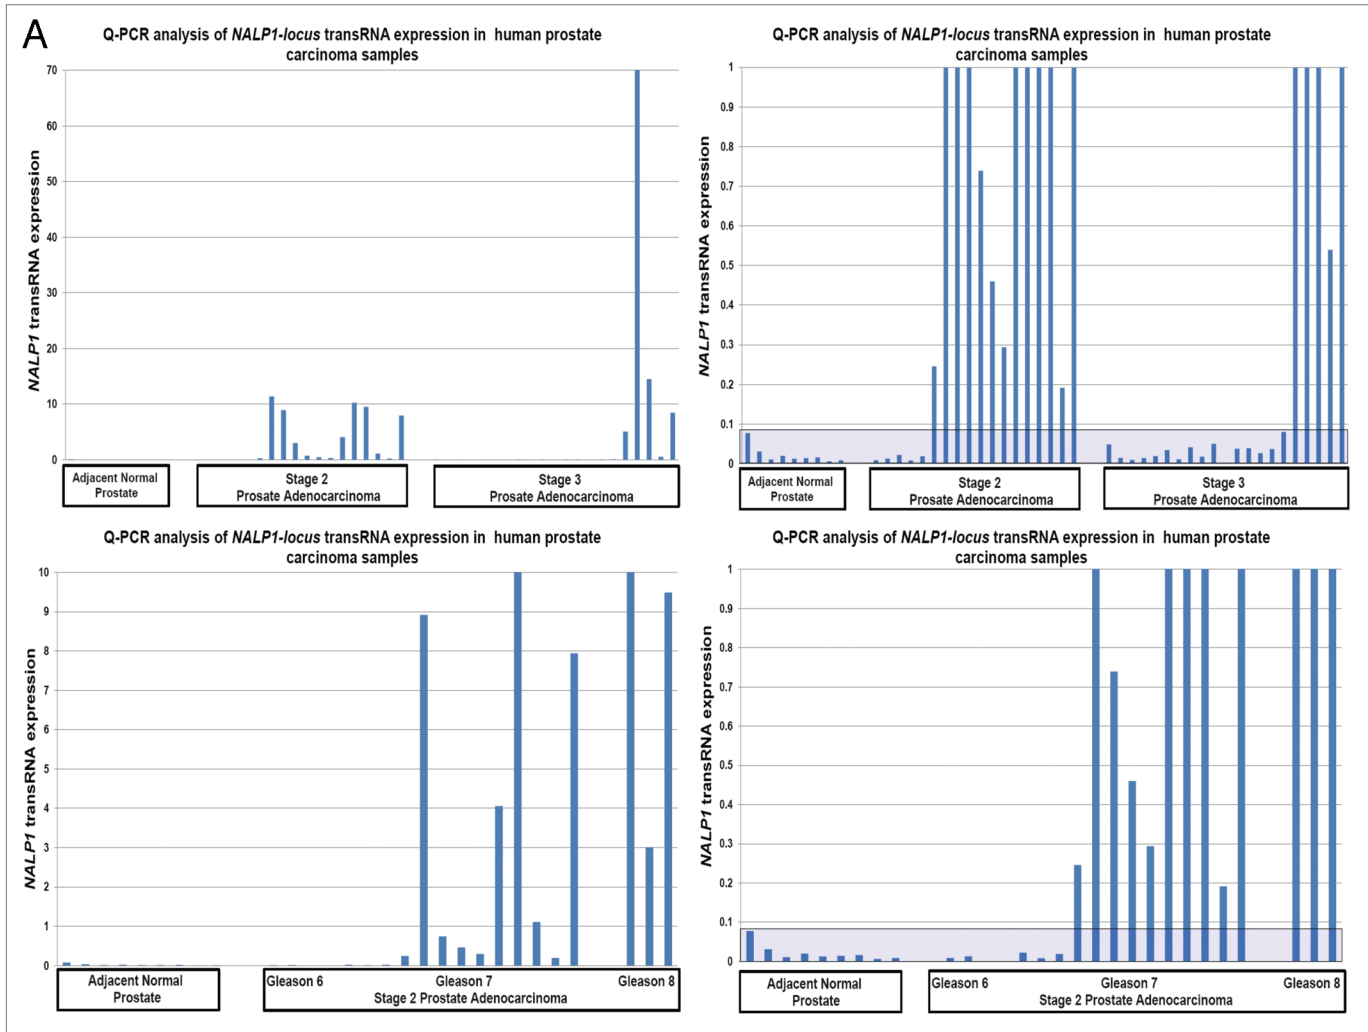 A
Q-PCR analysis of NALP1-locus transRNA expression in human prostate
carcinoma samples
NALP1 transRNA expression
70
60
50
40
30
20
10
0
Adjacent Normal
Prostate
Stage 2
Prosate Adenocarcinoma
Stage 3
Prosate Adenocarcinoma
Q-PCR analysis of NALP1-locus transRNA expression in human prostate
carcinoma samples
NALP1 transRNA expression
1
0.9
0.8
0.7
0.6
0.5
0.4
0.3
0.2
0.1
0
Adjacent Normal
Prostate
Stage 2
Prosate Adenocarcinoma
Stage 3
Prosate Adenocarcinoma
Q-PCR analysis of NALP1-locus transRNA expression in human prostate
carcinoma samples
NALP1 transRNA expression
10
9
8
7
6
5
4
3
2
1
0
Adjacent Normal
Prostate
Gleason 6 Gleason 7 Gleason 8
Stage 2 Prostate Adenocarcinoma
Q-PCR analysis of NALP1-locus transRNA expression in human prostate
carcinoma samples
NALP1 transRNA expression
1
0.9
0.8
0.7
0.6
0.5
0.4
0.3
0.2
0.1
0
Adjacent Normal
Prostate
Gleason 6 Gleason 7 Gleason 8
Stage 2 Prostate Adenocarcinoma